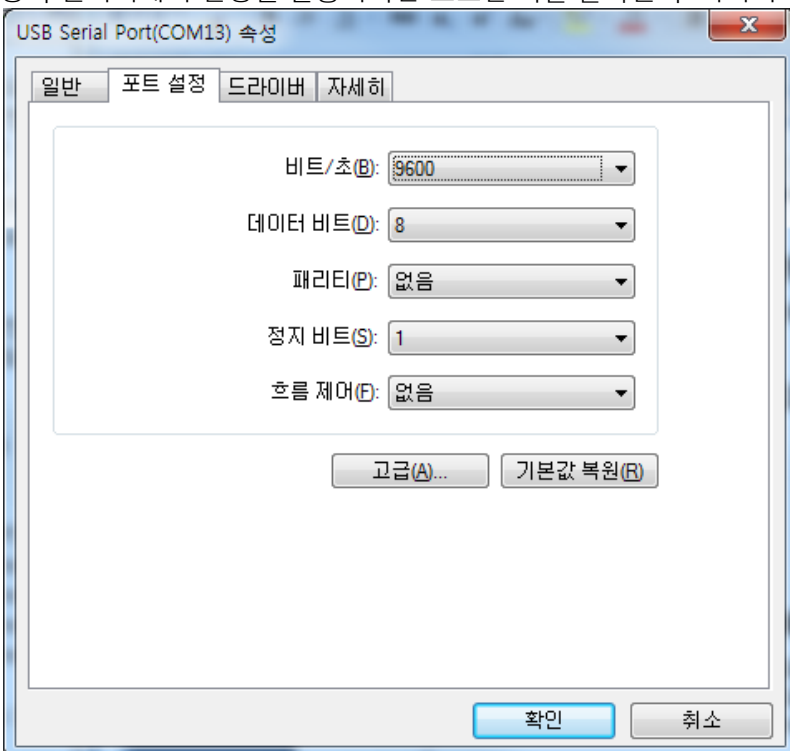 USB Serial Port(COM13) 속성
일반 포트 설정 드라이버 자세히
비트/초(B): 9600
데이터 비트(D): 8
패리티(P): 없음
정지 비트(S): 1
흐름 제어(F): 없음
고급(A)... 기본값 복원(R)
확인 취소